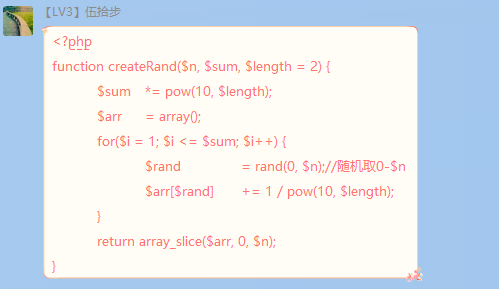 【LV3】伍拾步
<?php
function createRand($n, $sum, $length = 2) {
$sum *= pow(10, $length);
$arr = array();
for($i = 1; $i <= $sum; $i++) {
$rand = rand(0, $n);//随机取0-$n
$arr[$rand] += 1 / pow(10, $length);
}
return array_slice($arr, 0, $n);
}